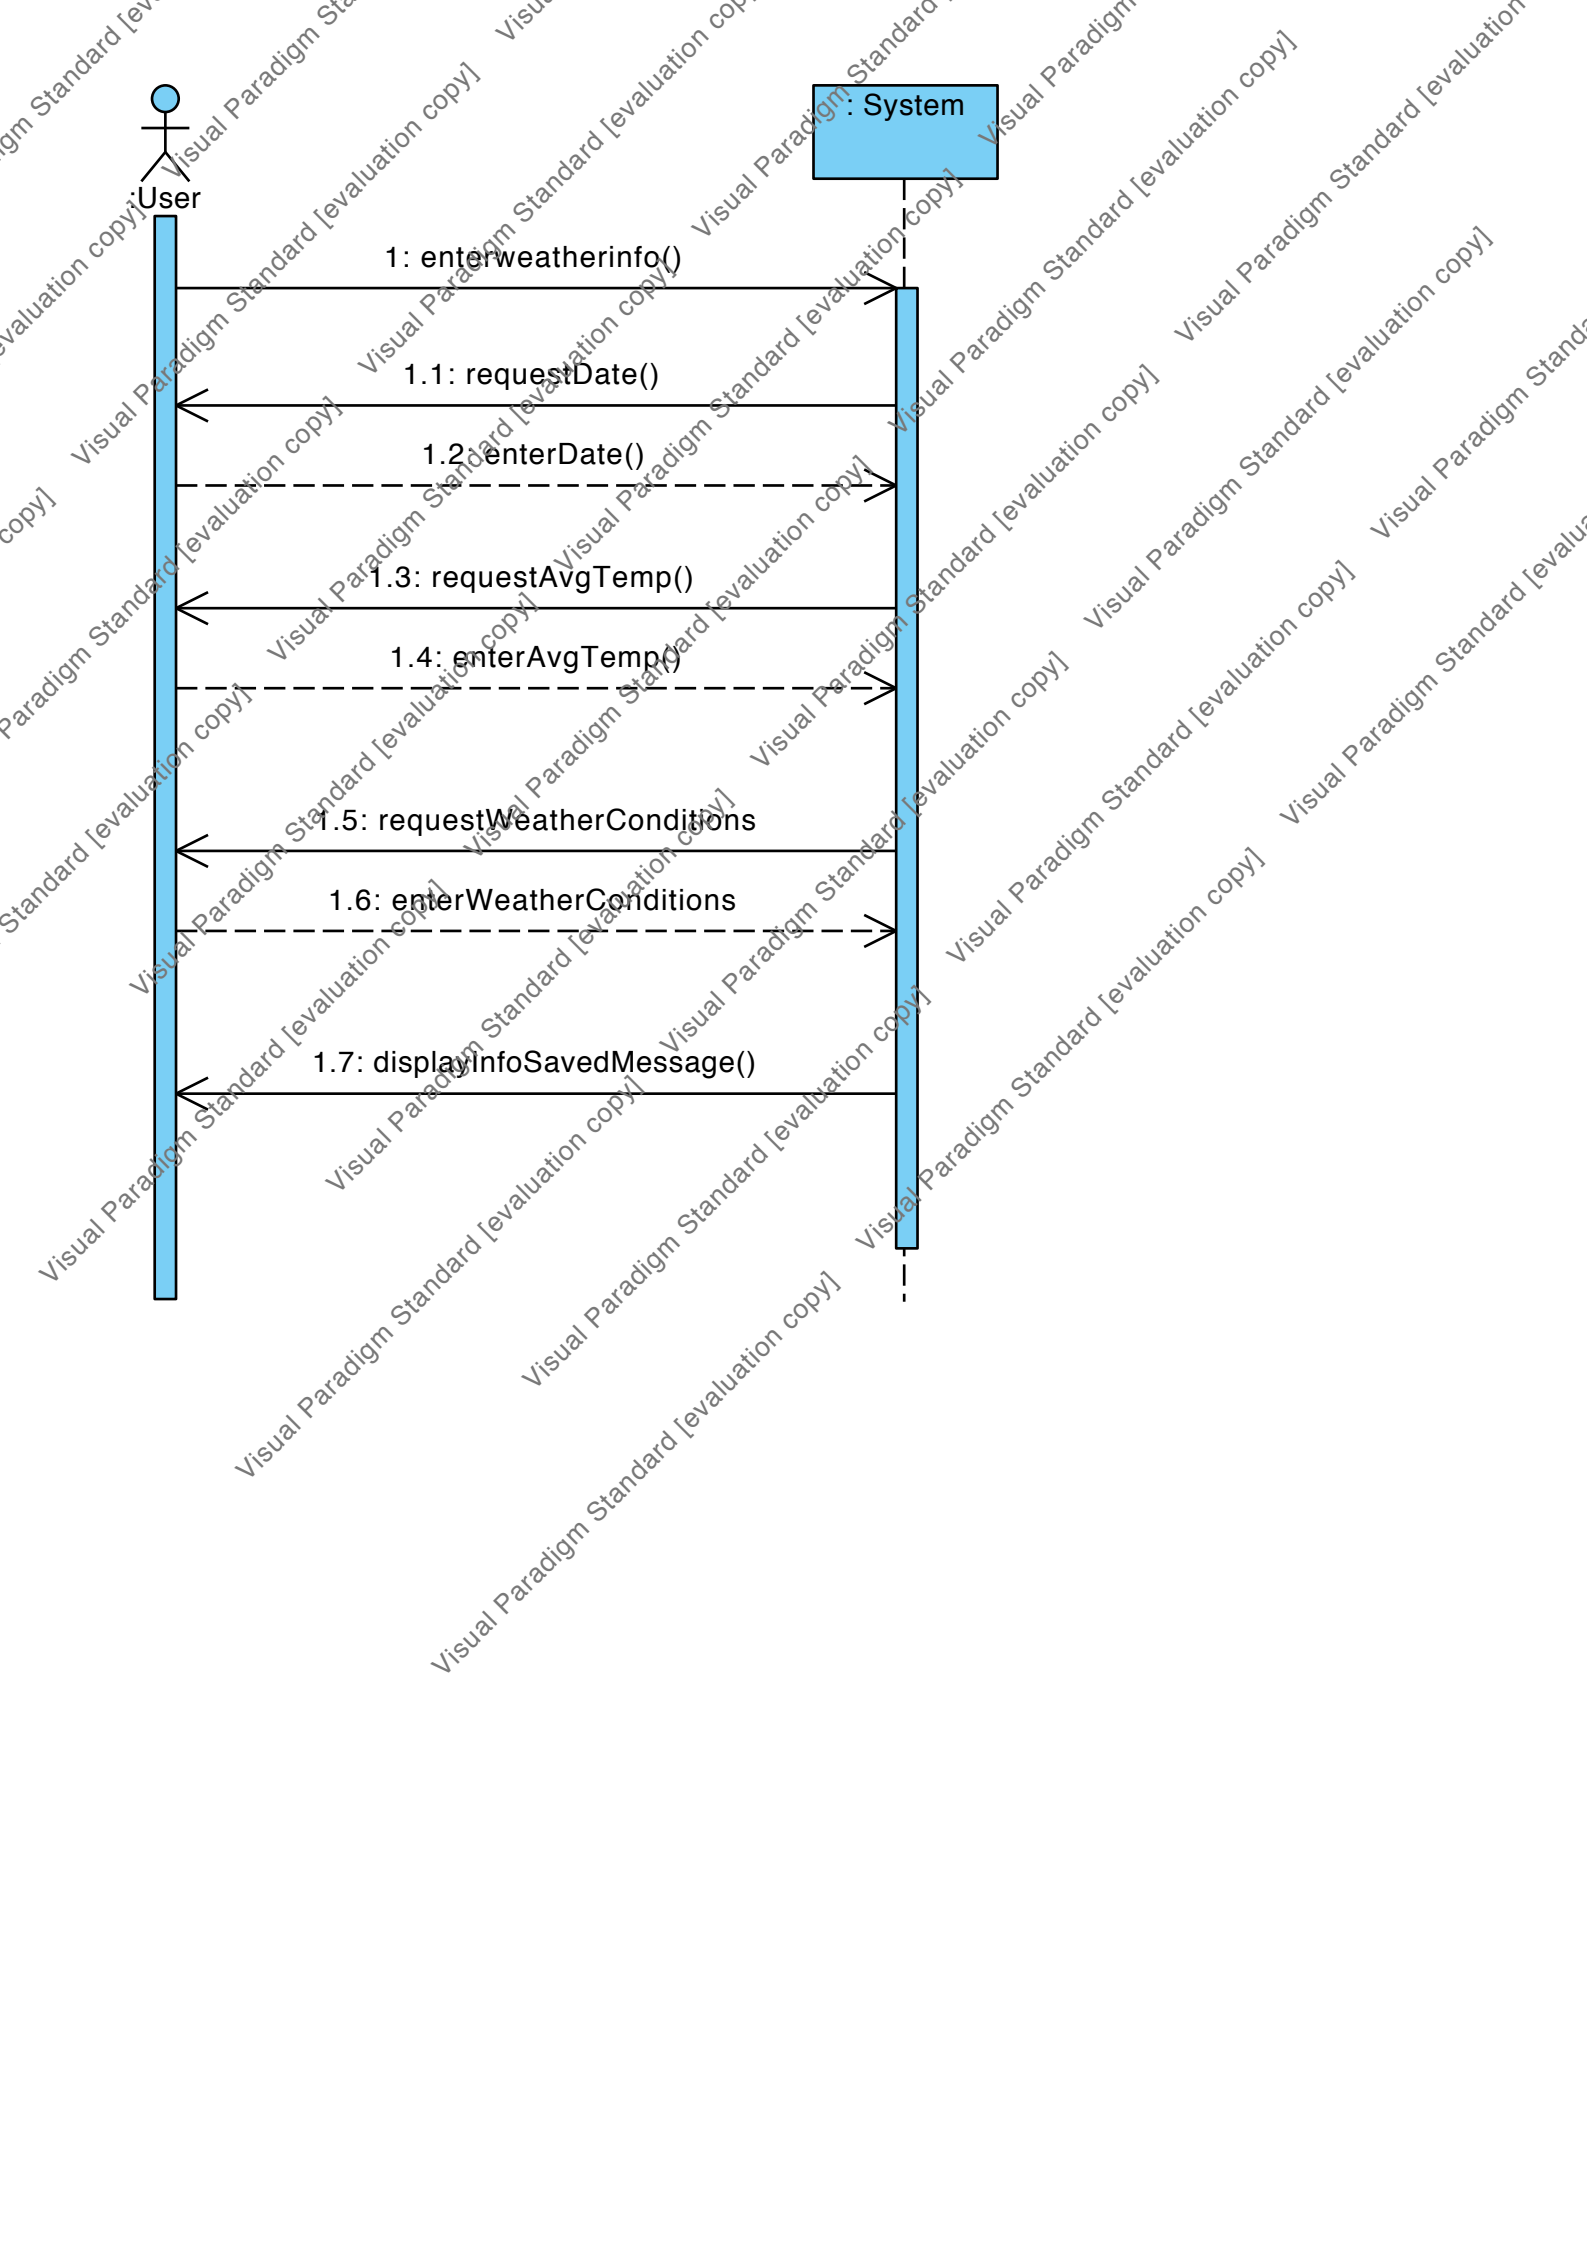 : System
:User
1: enterweatherinfo()
1.1: requestDate()
1.2: enterDate()
1.3: requestAvgTemp()
1.4: enterAvgTemp()
1.5: requestWeatherConditions
1.6: enterWeatherConditions
1.7: displayInfoSavedMessage()
Visual Paradigm Standard [evaluation copy]